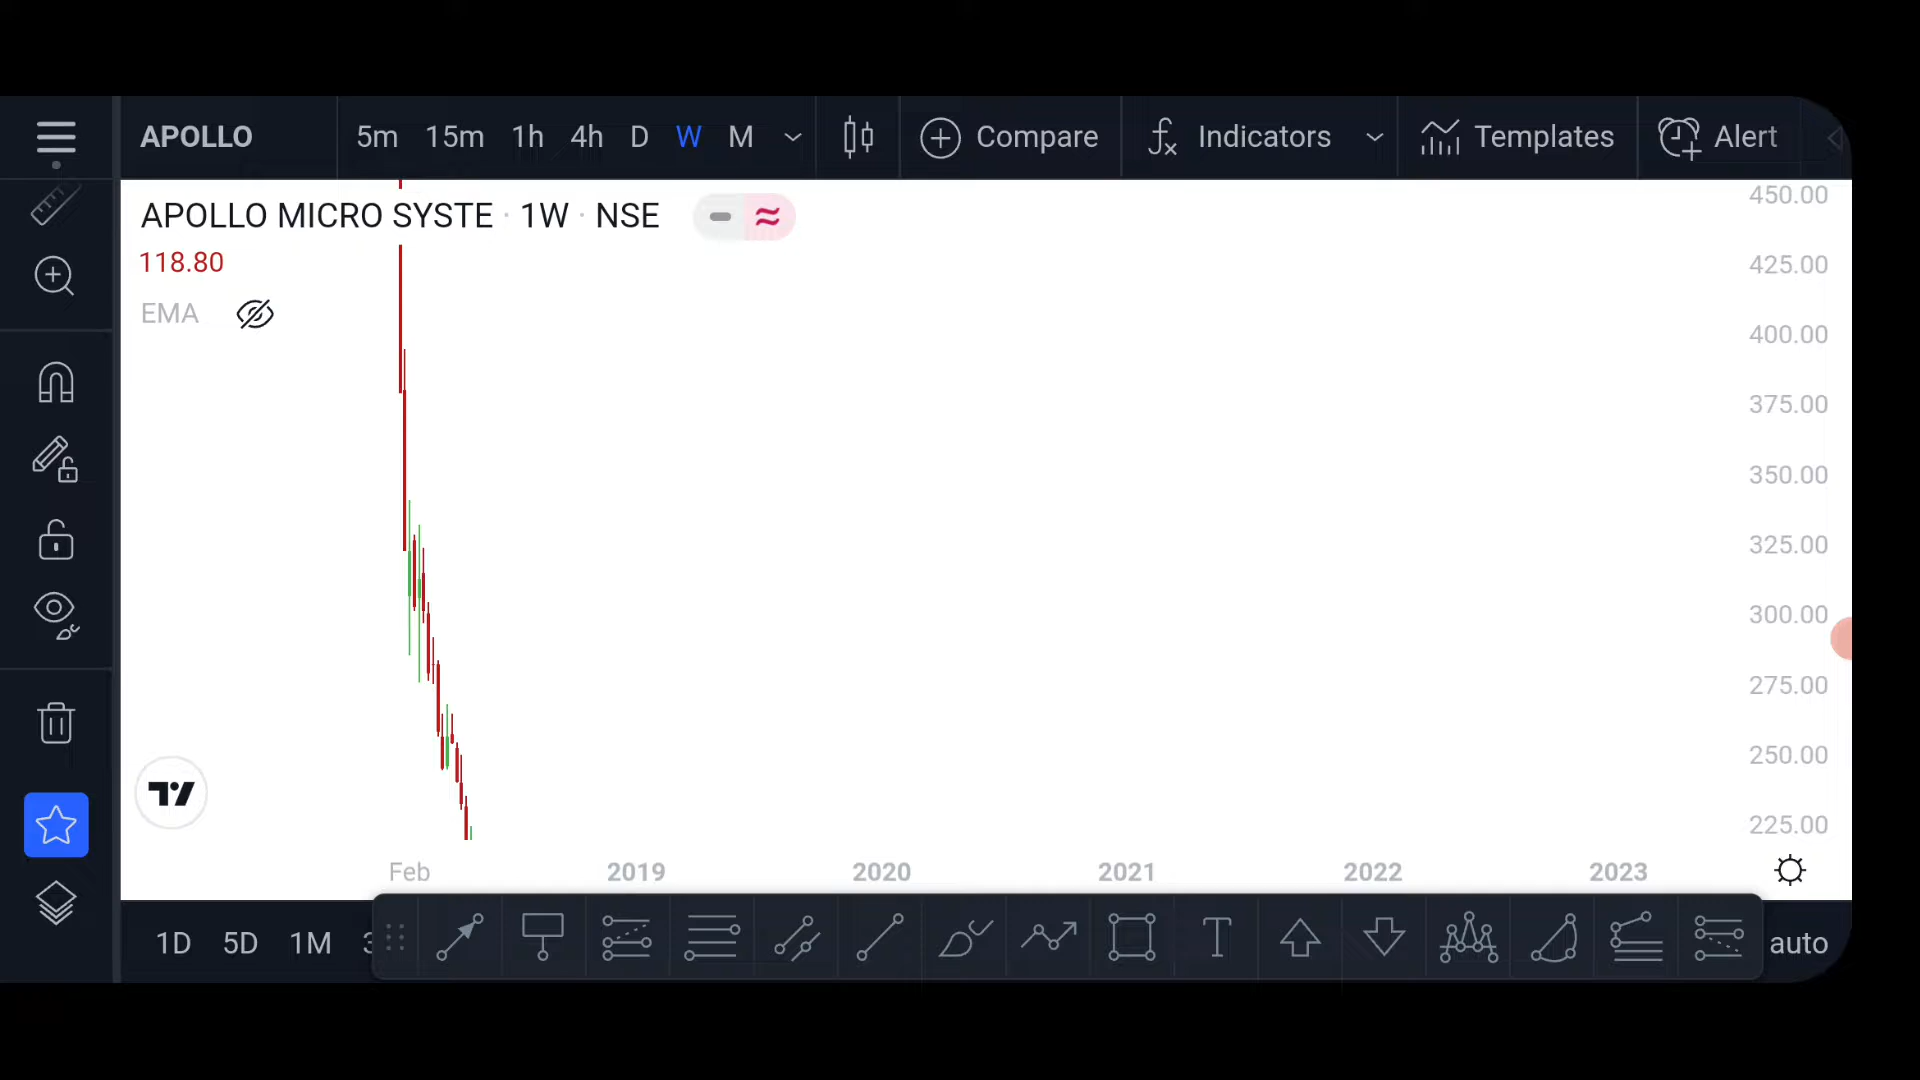 APOLLO 5m 15m 1h 4h D W M Compare Indicators Templates Alert
APOLLO MICRO SYSTE · 1W · NSE
118.80
EMA
450.00
425.00
400.00
375.00
350.00
325.00
300.00
275.00
250.00
225.00
Feb 2019 2020 2021 2022 2023
1D 5D 1M auto